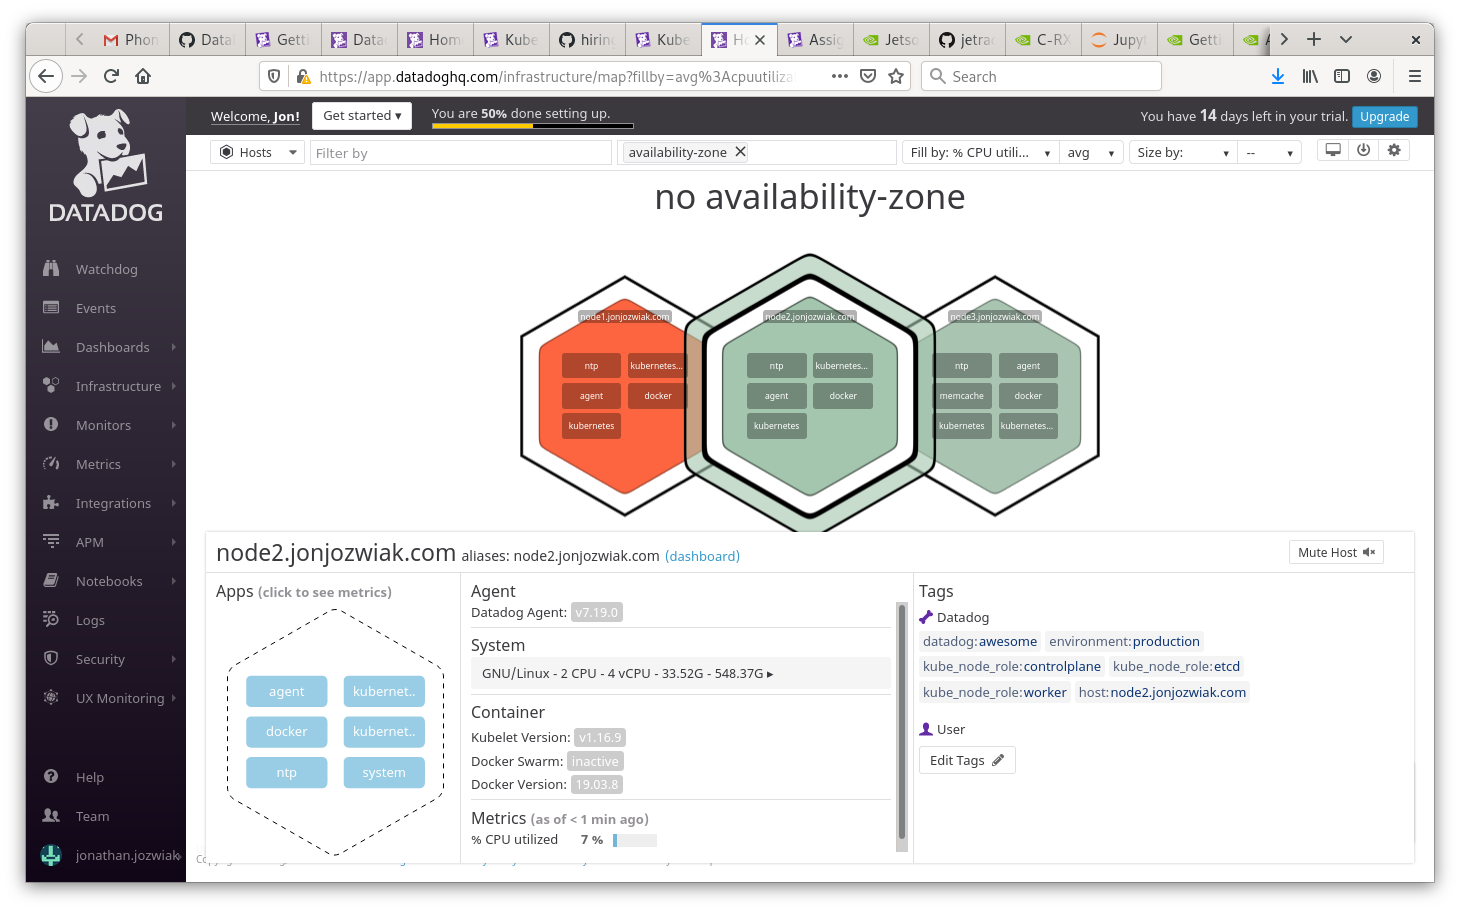 Phon
Data
Getti
Data
Hom
Kube
hiring
Kube
Ho
Assig
Jetso
jetra
C-RX
Jupyt
Getti
https://app.datadoghq.com/infrastructure/map?fillby=avg%3Acpuutiliza
Search
DATADOG
Watchdog
Events
Dashboards
Infrastructure
Monitors
Metrics
Integrations
APM
Notebooks
Logs
Security
UX Monitoring
Help
Team
jonathan.jozwiak
Welcome, Jon!
Get started ▾
You are 50% done setting up.
You have 14 days left in your trial.
Upgrade
Hosts
Filter by
availability-zone ✕
Fill by: % CPU utili...
avg
Size by:
--
no availability-zone
node1.jonjozwiak.com
ntp
kubernetes...
agent
docker
kubernetes
node2.jonjozwiak.com
ntp
kubernetes...
agent
docker
kubernetes
node3.jonjozwiak.com
ntp
agent
memcache
docker
kubernetes
kubernetes...
node2.jonjozwiak.com aliases: node2.jonjozwiak.com (dashboard)
Mute Host
Apps (click to see metrics)
agent
kubernet..
docker
kubernet..
ntp
system
Agent
Datadog Agent: v7.19.0
System
GNU/Linux - 2 CPU - 4 vCPU - 33.52G - 548.37G ▸
Container
Kubelet Version: v1.16.9
Docker Swarm: inactive
Docker Version: 19.03.8
Metrics (as of < 1 min ago)
% CPU utilized 7 %
Tags
Datadog
datadog:awesome environment:production
kube_node_role:controlplane kube_node_role:etcd
kube_node_role:worker host:node2.jonjozwiak.com
User
Edit Tags